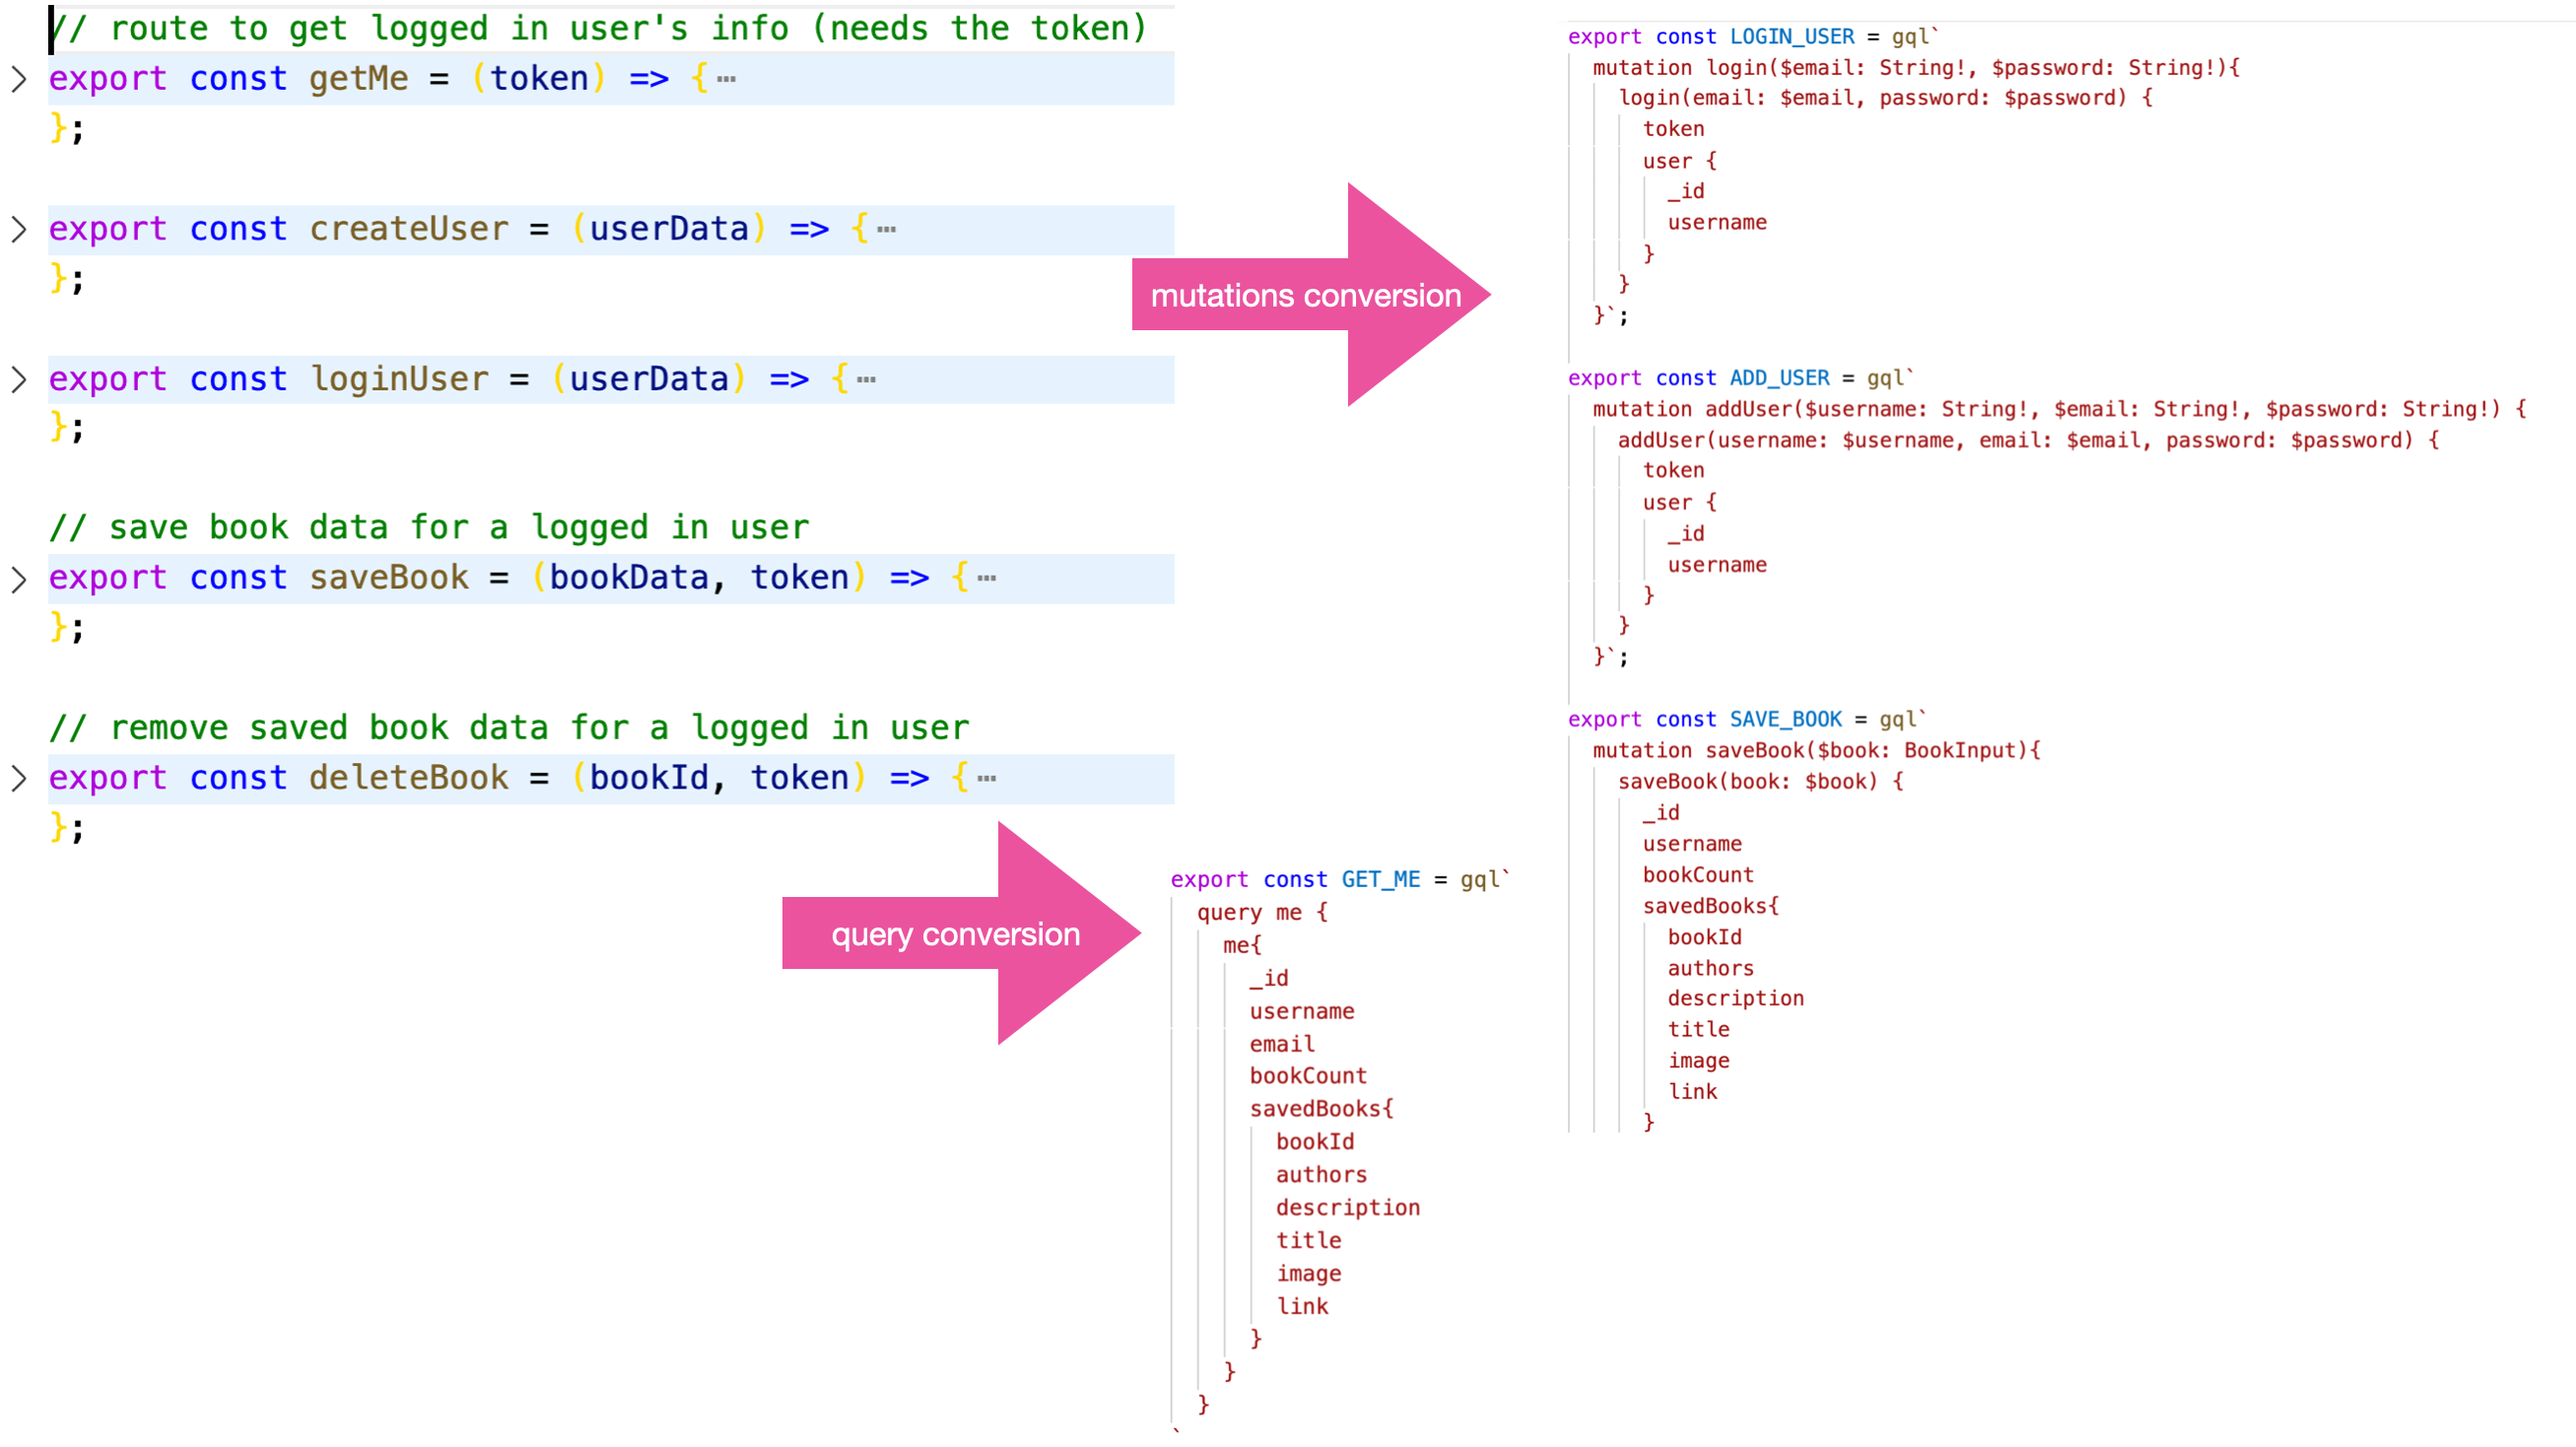 // route to get logged in user's info (needs the token)
export const getMe = (token) => {…
};
export const createUser = (userData) => {…
};
export const loginUser = (userData) => {…
};
// save book data for a logged in user
export const saveBook = (bookData, token) => {…
};
// remove saved book data for a logged in user
export const deleteBook = (bookId, token) => {…
};
mutations conversion
export const LOGIN_USER = gql`
mutation login($email: String!, $password: String!){
login(email: $email, password: $password) {
token
user {
_id
username
}
}
}`;
export const ADD_USER = gql`
mutation addUser($username: String!, $email: String!, $password: String!) {
addUser(username: $username, email: $email, password: $password) {
token
user {
_id
username
}
}
}`;
export const SAVE_BOOK = gql`
mutation saveBook($book: BookInput){
saveBook(book: $book) {
_id
username
bookCount
savedBooks{
bookId
authors
description
title
image
link
}
query conversion
export const GET_ME = gql`
query me {
me{
_id
username
email
bookCount
savedBooks{
bookId
authors
description
title
image
link
}
}
}
`